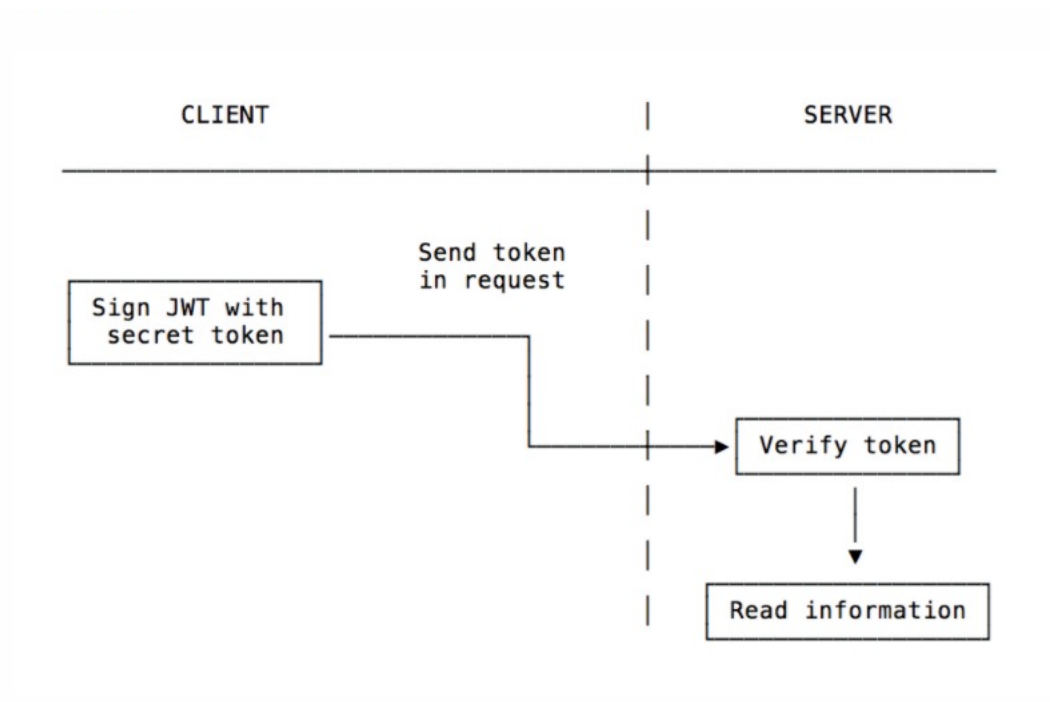 CLIENT
SERVER
Send token
in request
Sign JWT with
secret token
Verify token
Read information